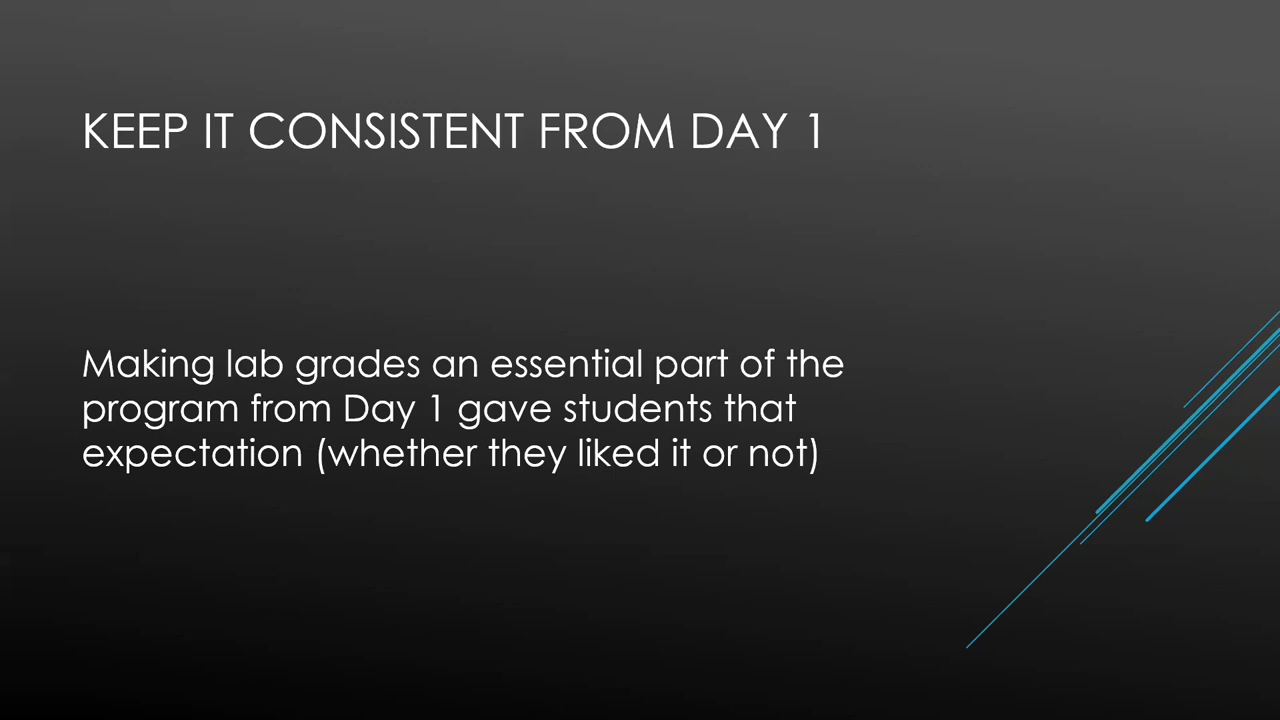 KEEP IT CONSISTENT FROM DAY 1
Making lab grades an essential part of the
program from Day 1 gave students that
expectation (whether they liked it or not)